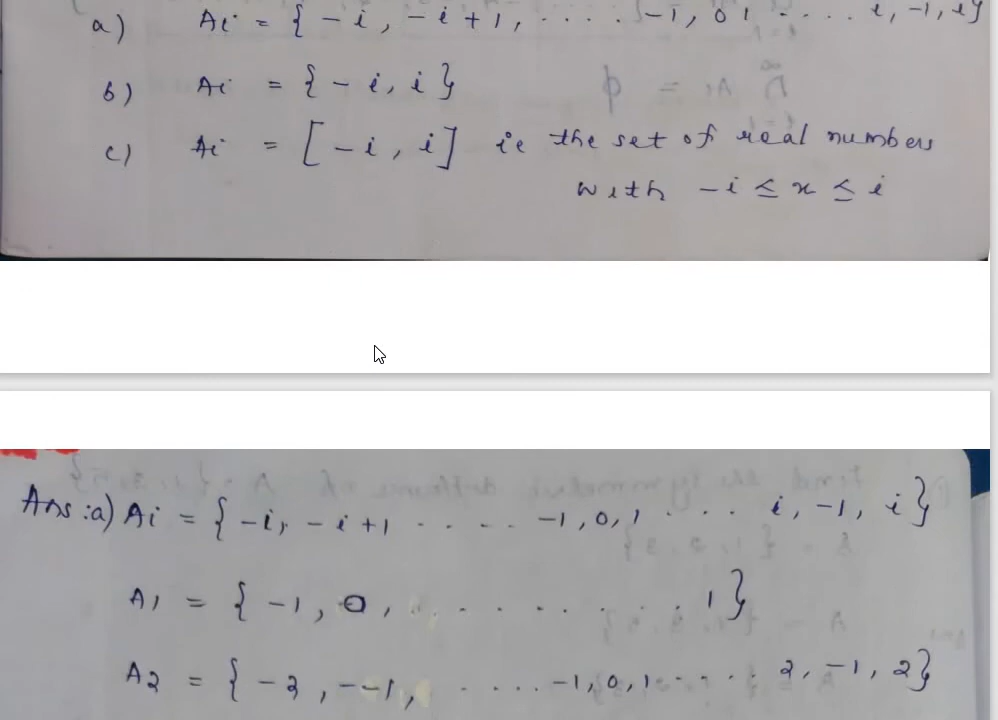 a) Ai = { -i, -i+1, ..... -1, 0, ..... i, -1, i}
b) Ai = { -i, i }
c) Ai = [ -i, i ] ie the set of real numbers
with -i ≤ x ≤ i
Ans :a) Ai = { -i, -i+1 ..... -1, 0, 1 .... i, -1, i }
A1 = { -1, 0, .......... 1 }
A2 = { -2, --1, ..... -1, 0, 1 ..... 2, -1, 2 }